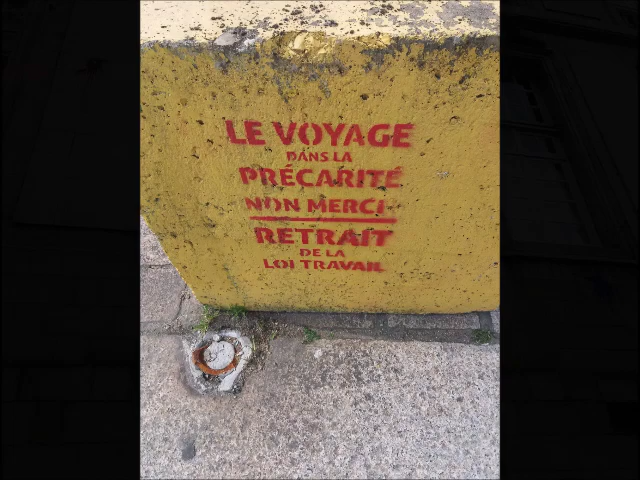 LE VOYAGE
DANS LA
PRÉCARITÉ
NON MERCI
RETRAIT
DE LA
LOI TRAVAIL